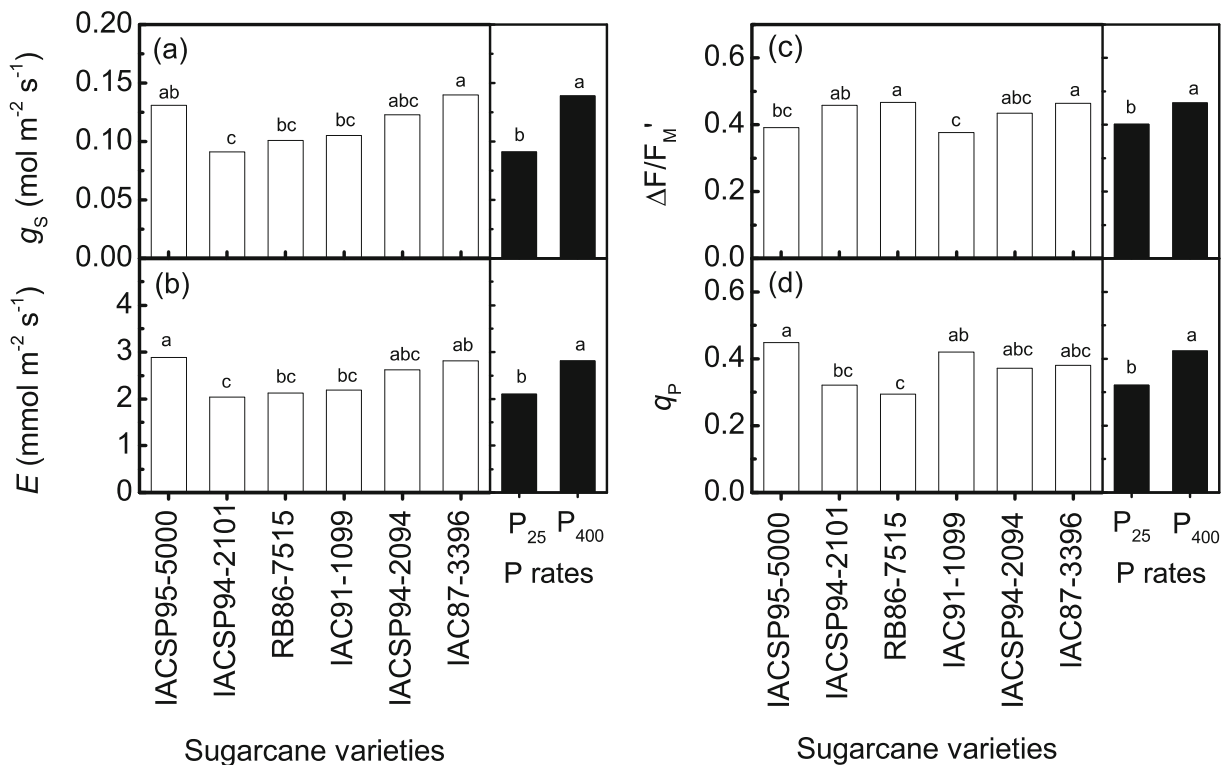 (a)
g_S (mol m⁻² s⁻¹)
0.20
0.15
0.10
0.05
0.00
ab
c
bc
bc
abc
a
b
a
(b)
E (mmol m⁻² s⁻¹)
4
3
2
1
0
a
c
bc
bc
abc
ab
b
a
IACSP95-5000
IACSP94-2101
RB86-7515
IAC91-1099
IACSP94-2094
IAC87-3396
P₂₅ P₄₀₀
P rates
Sugarcane varieties
(c)
ΔF/F_M'
0.6
0.4
0.2
0.0
bc
ab
a
c
abc
a
b
a
(d)
q_P
0.6
0.4
0.2
0.0
a
bc
c
ab
abc
abc
b
a
IACSP95-5000
IACSP94-2101
RB86-7515
IAC91-1099
IACSP94-2094
IAC87-3396
P₂₅ P₄₀₀
P rates
Sugarcane varieties